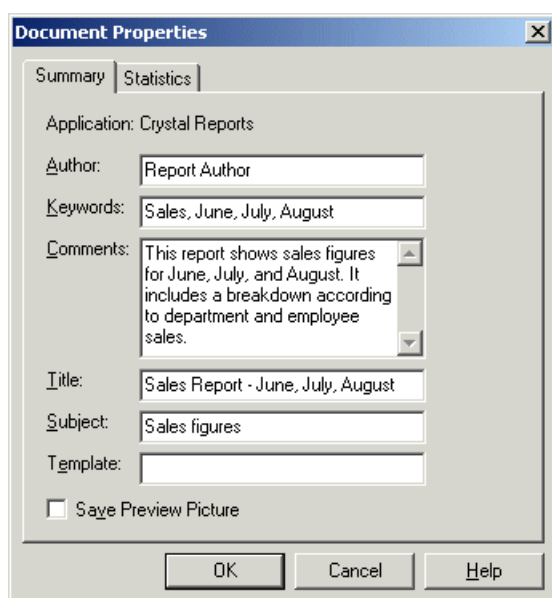 Document Properties
Summary Statistics
Application: Crystal Reports
Author: Report Author
Keywords: Sales, June, July, August
Comments: This report shows sales figures
for June, July, and August. It
includes a breakdown according
to department and employee
sales.
Title: Sales Report - June, July, August
Subject: Sales figures
Template:
Save Preview Picture
OK Cancel Help